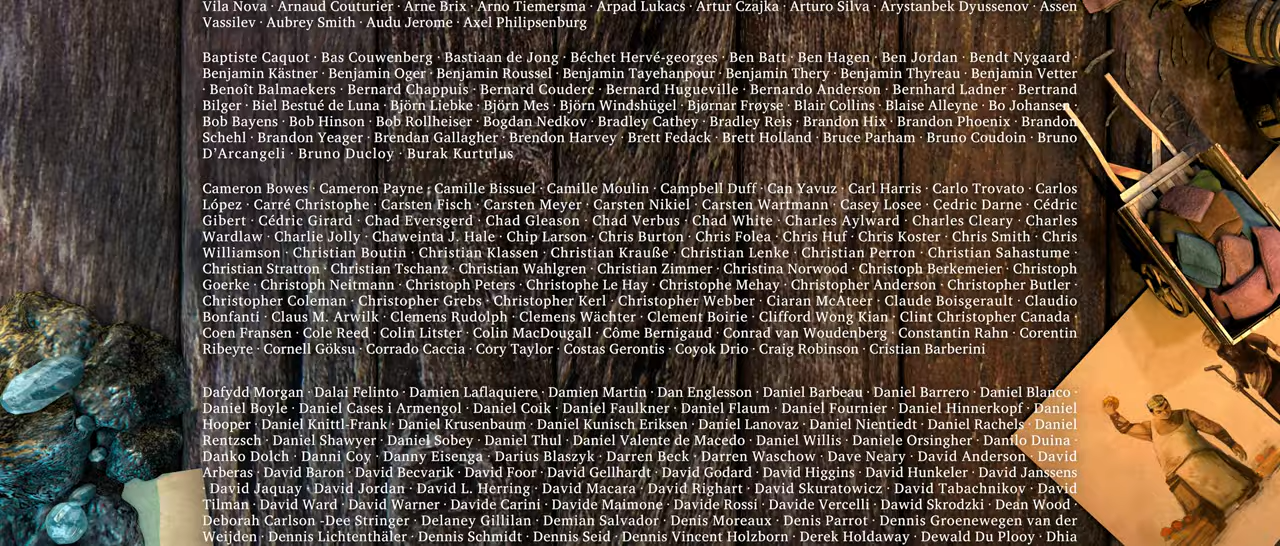 Vila Nova · Arnaud Couturier · Arne Brix · Arno Tiemersma · Arpad Lukacs · Artur Czajka · Arturo Silva · Arystanbek Dyussenov · Assen
Vassilev · Aubrey Smith · Audu Jerome · Axel Philipsenburg
Baptiste Caquot · Bas Couwenberg · Bastiaan de Jong · Béchet Hervé-georges · Ben Batt · Ben Hagen · Ben Jordan · Bendt Nygaard ·
Benjamin Kästner · Benjamin Oger · Benjamin Roussel · Benjamin Tayehanpour · Benjamin Thery · Benjamin Thyreau · Benjamin Vetter
· Benoît Balmaekers · Bernard Chappuis · Bernard Couderc · Bernard Hugueville · Bernardo Anderson · Bernhard Ladner · Bertrand
Bilger · Biel Bestué de Luna · Björn Liebke · Björn Mes · Björn Windshügel · Bjørnar Frøyse · Blair Collins · Blaise Alleyne · Bo Johansen ·
Bob Bayens · Bob Hinson · Bob Rollheiser · Bogdan Nedkov · Bradley Cathey · Bradley Reis · Brandon Hix · Brandon Phoenix · Brandon
Schehl · Brandon Yeager · Brendan Gallagher · Brendon Harvey · Brett Fedack · Brett Holland · Bruce Parham · Bruno Coudoin · Bruno
D'Arcangeli · Bruno Ducloy · Burak Kurtulus
Cameron Bowes · Cameron Payne · Camille Bissuel · Camille Moulin · Campbell Duff · Can Yavuz · Carl Harris · Carlo Trovato · Carlos
López · Carré Christophe · Carsten Fisch · Carsten Meyer · Carsten Nikiel · Carsten Wartmann · Casey Losee · Cedric Darne · Cédric
Gibert · Cédric Girard · Chad Eversgerd · Chad Gleason · Chad Verbus · Chad White · Charles Aylward · Charles Cleary · Charles
Wardlaw · Charlie Jolly · Chaweinta J. Hale · Chip Larson · Chris Burton · Chris Folea · Chris Huf · Chris Koster · Chris Smith · Chris
Williamson · Christian Boutin · Christian Klassen · Christian Krauße · Christian Lenke · Christian Perron · Christian Sahastume ·
Christian Stratton · Christian Tschanz · Christian Wahlgren · Christian Zimmer · Christina Norwood · Christoph Berkemeier · Christoph
Goerke · Christoph Neitmann · Christoph Peters · Christophe Le Hay · Christophe Mehay · Christopher Anderson · Christopher Butler ·
Christopher Coleman · Christopher Grebs · Christopher Kerl · Christopher Webber · Ciaran McAteer · Claude Boisgerault · Claudio
Bonfanti · Claus M. Arwilk · Clemens Rudolph · Clemens Wächter · Clement Boirie · Clifford Wong Kian · Clint Christopher Canada ·
Coen Fransen · Cole Reed · Colin Litster · Colin MacDougall · Côme Bernigaud · Conrad van Woudenberg · Constantin Rahn · Corentin
Ribeyre · Cornell Göksu · Corrado Caccia · Cory Taylor · Costas Gerontis · Coyok Drio · Craig Robinson · Cristian Barberini
Dafydd Morgan · Dalai Felinto · Damien Laflaquiere · Damien Martin · Dan Englesson · Daniel Barbeau · Daniel Barrero · Daniel Blanco ·
Daniel Boyle · Daniel Cases i Armengol · Daniel Coik · Daniel Faulkner · Daniel Flaum · Daniel Fournier · Daniel Hinnerkopf · Daniel
Hooper · Daniel Knittl-Frank · Daniel Krusenbaum · Daniel Kunisch Eriksen · Daniel Lanovaz · Daniel Nientiedt · Daniel Rachels · Daniel
Rentzsch · Daniel Shawyer · Daniel Sobey · Daniel Thul · Daniel Valente de Macedo · Daniel Willis · Daniele Orsingher · Danilo Duina ·
Danko Dolch · Danni Coy · Danny Eisenga · Darius Blaszyk · Darren Beck · Darren Waschow · Dave Neary · David Anderson · David
Arberas · David Baron · David Becvarik · David Foor · David Gellhardt · David Godard · David Higgins · David Hunkeler · David Janssens
· David Jaquay · David Jordan · David L. Herring · David Macara · David Righart · David Skuratowicz · David Tabachnikov · David
Tilman · David Ward · David Warner · Davide Carini · Davide Maimone · Davide Rossi · Davide Vercelli · Dawid Skrodzki · Dean Wood ·
Deborah Carlson -Dee Stringer · Delaney Gillilan · Demian Salvador · Denis Moreaux · Denis Parrot · Dennis Groenewegen van der
Weijden · Dennis Lichtenthäler · Dennis Schmidt · Dennis Seid · Dennis Vincent Holzborn · Derek Holdaway · Dewald Du Plooy · Dhia